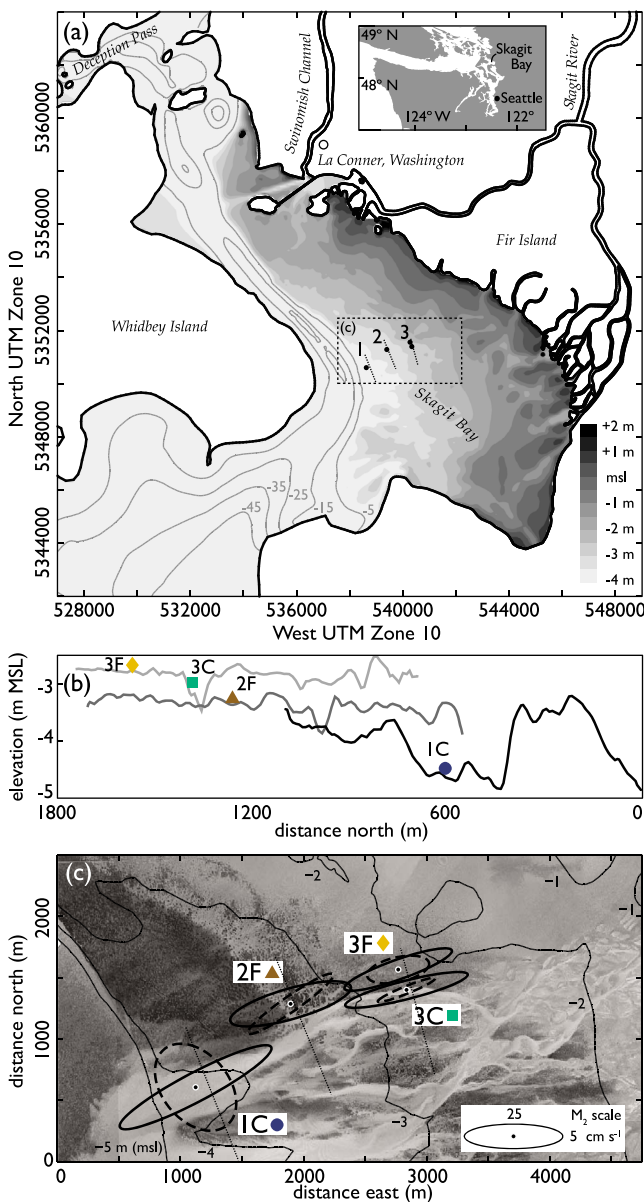 (a)
Deception Pass
Swinomish Channel
49° N
48° N
124° W
122°
Skagit
Bay
Seattle
Skagit River
La Conner, Washington
Fir Island
Whidbey Island
(c)
1
2
3
Skagit Bay
-45
-35
-25
-15
-5
+2 m
+1 m
msl
-1 m
-2 m
-3 m
-4 m
North UTM Zone 10
5360000
5356000
5352000
5348000
5344000
528000 532000 536000 540000 544000 548000
West UTM Zone 10
(b)
3F
3C
2F
1C
elevation (m MSL)
-3
-4
-5
1800 1200 600 0
distance north (m)
(c)
-2
-1
-1
3F
2F
3C
-2
1C
-3
-4
-5 m (msl)
25
M2 scale
5 cm s-1
distance north (m)
2000
1000
0
0 1000 2000 3000 4000
distance east (m)